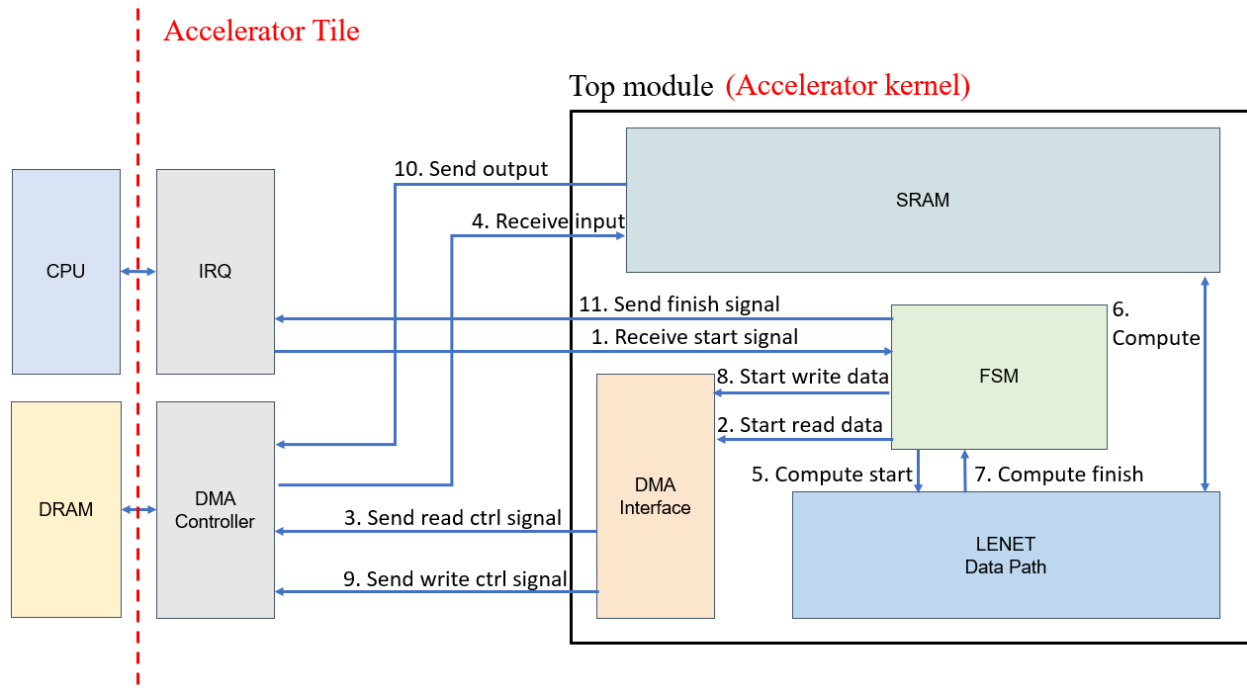 Accelerator Tile
Top module (Accelerator kernel)
10. Send output
SRAM
4. Receive input
CPU
IRQ
11. Send finish signal
6.
Compute
1. Receive start signal
FSM
8. Start write data
2. Start read data
5. Compute start
7. Compute finish
DMA
Interface
DRAM
DMA
Controller
3. Send read ctrl signal
LENET
Data Path
9. Send write ctrl signal